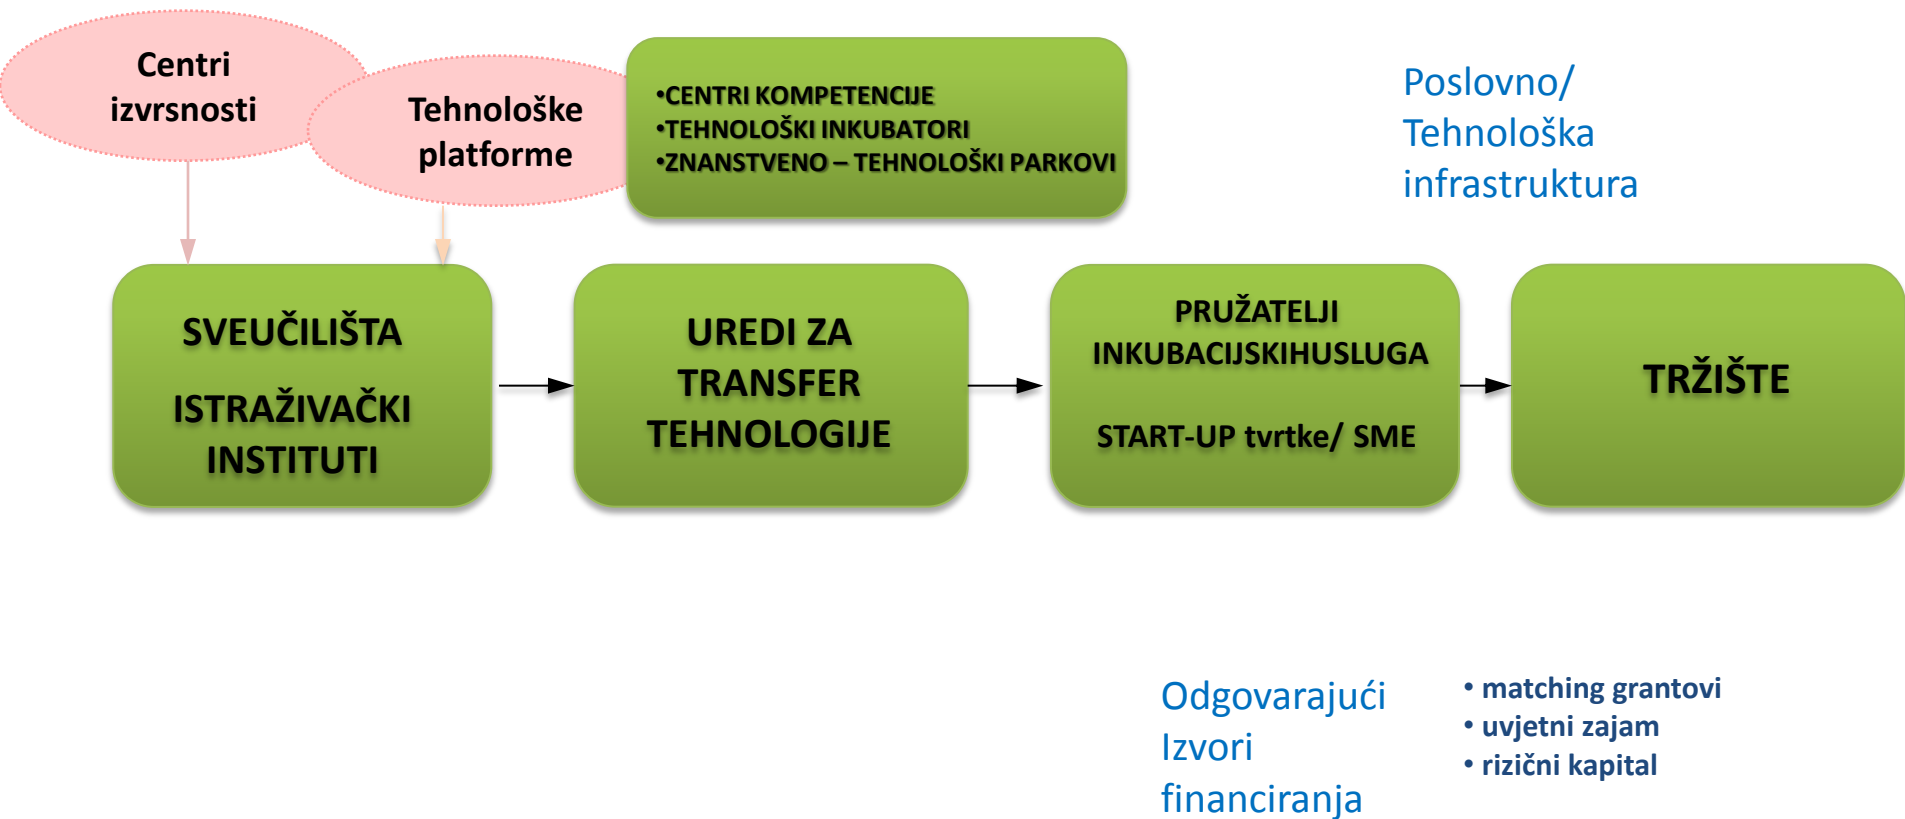 Centri
izvrsnosti
Tehnološke
platforme
•CENTRI KOMPETENCIJE
•TEHNOLOŠKI INKUBATORI
•ZNANSTVENO – TEHNOLOŠKI PARKOVI
Poslovno/
Tehnološka
infrastruktura
SVEUČILIŠTA
ISTRAŽIVAČKI
INSTITUTI
UREDI ZA
TRANSFER
TEHNOLOGIJE
PRUŽATELJI
INKUBACIJSKIHUSLUGA
START-UP tvrtke/ SME
TRŽIŠTE
Odgovarajući
Izvori
financiranja
• matching grantovi
• uvjetni zajam
• rizični kapital